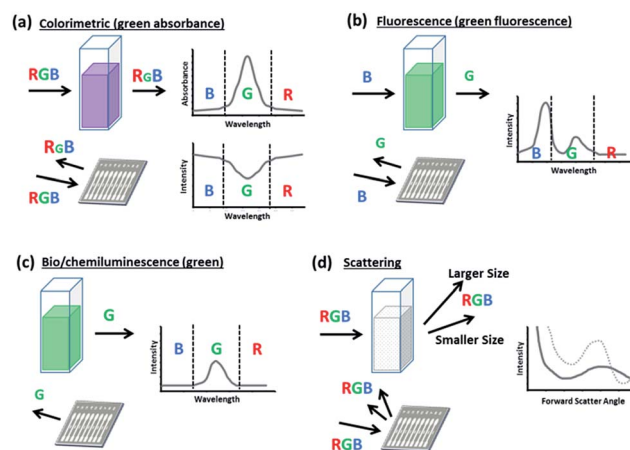 (a) Colorimetric (green absorbance)
RGB
RGB
Absorbance
B
G
R
Wavelength
RGB
RGB
Intensity
B
G
R
Wavelength
(b) Fluorescence (green fluorescence)
B
G
G
B
Intensity
B
G
R
Wavelength
(c) Bio/chemiluminescence (green)
G
G
Intensity
B
G
R
Wavelength
(d) Scattering
RGB
Larger Size
RGB
Smaller Size
RGB
RGB
Intensity
Forward Scatter Angle